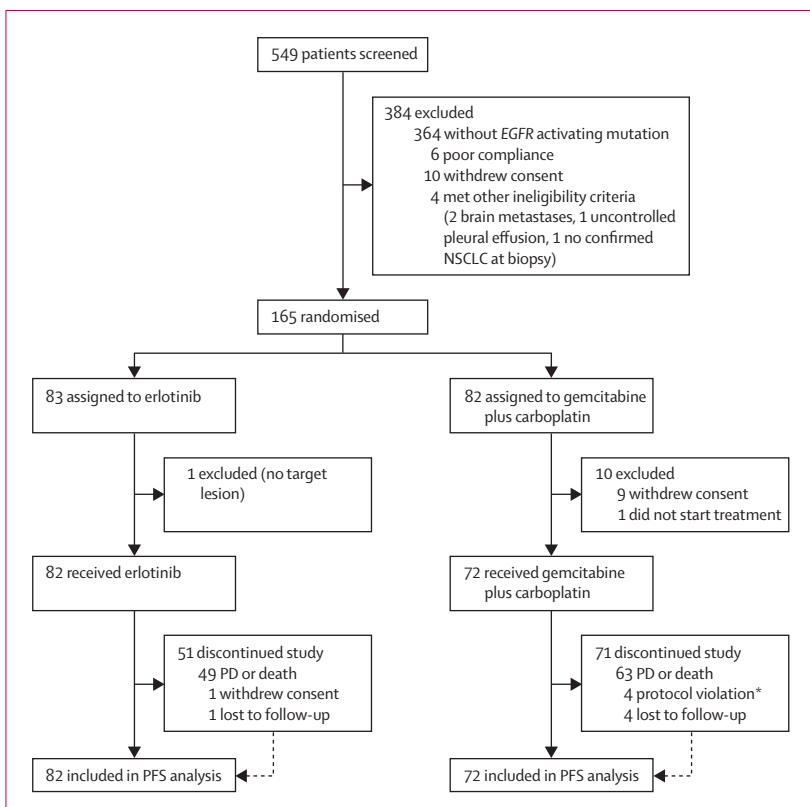 549 patients screened
384 excluded
364 without EGFR activating mutation
6 poor compliance
10 withdrew consent
4 met other ineligibility criteria
(2 brain metastases, 1 uncontrolled
pleural effusion, 1 no confirmed
NSCLC at biopsy)
165 randomised
83 assigned to erlotinib
82 assigned to gemcitabine
plus carboplatin
1 excluded (no target
lesion)
10 excluded
9 withdrew consent
1 did not start treatment
82 received erlotinib
72 received gemcitabine
plus carboplatin
51 discontinued study
49 PD or death
1 withdrew consent
1 lost to follow-up
71 discontinued study
63 PD or death
4 protocol violation*
4 lost to follow-up
82 included in PFS analysis
72 included in PFS analysis